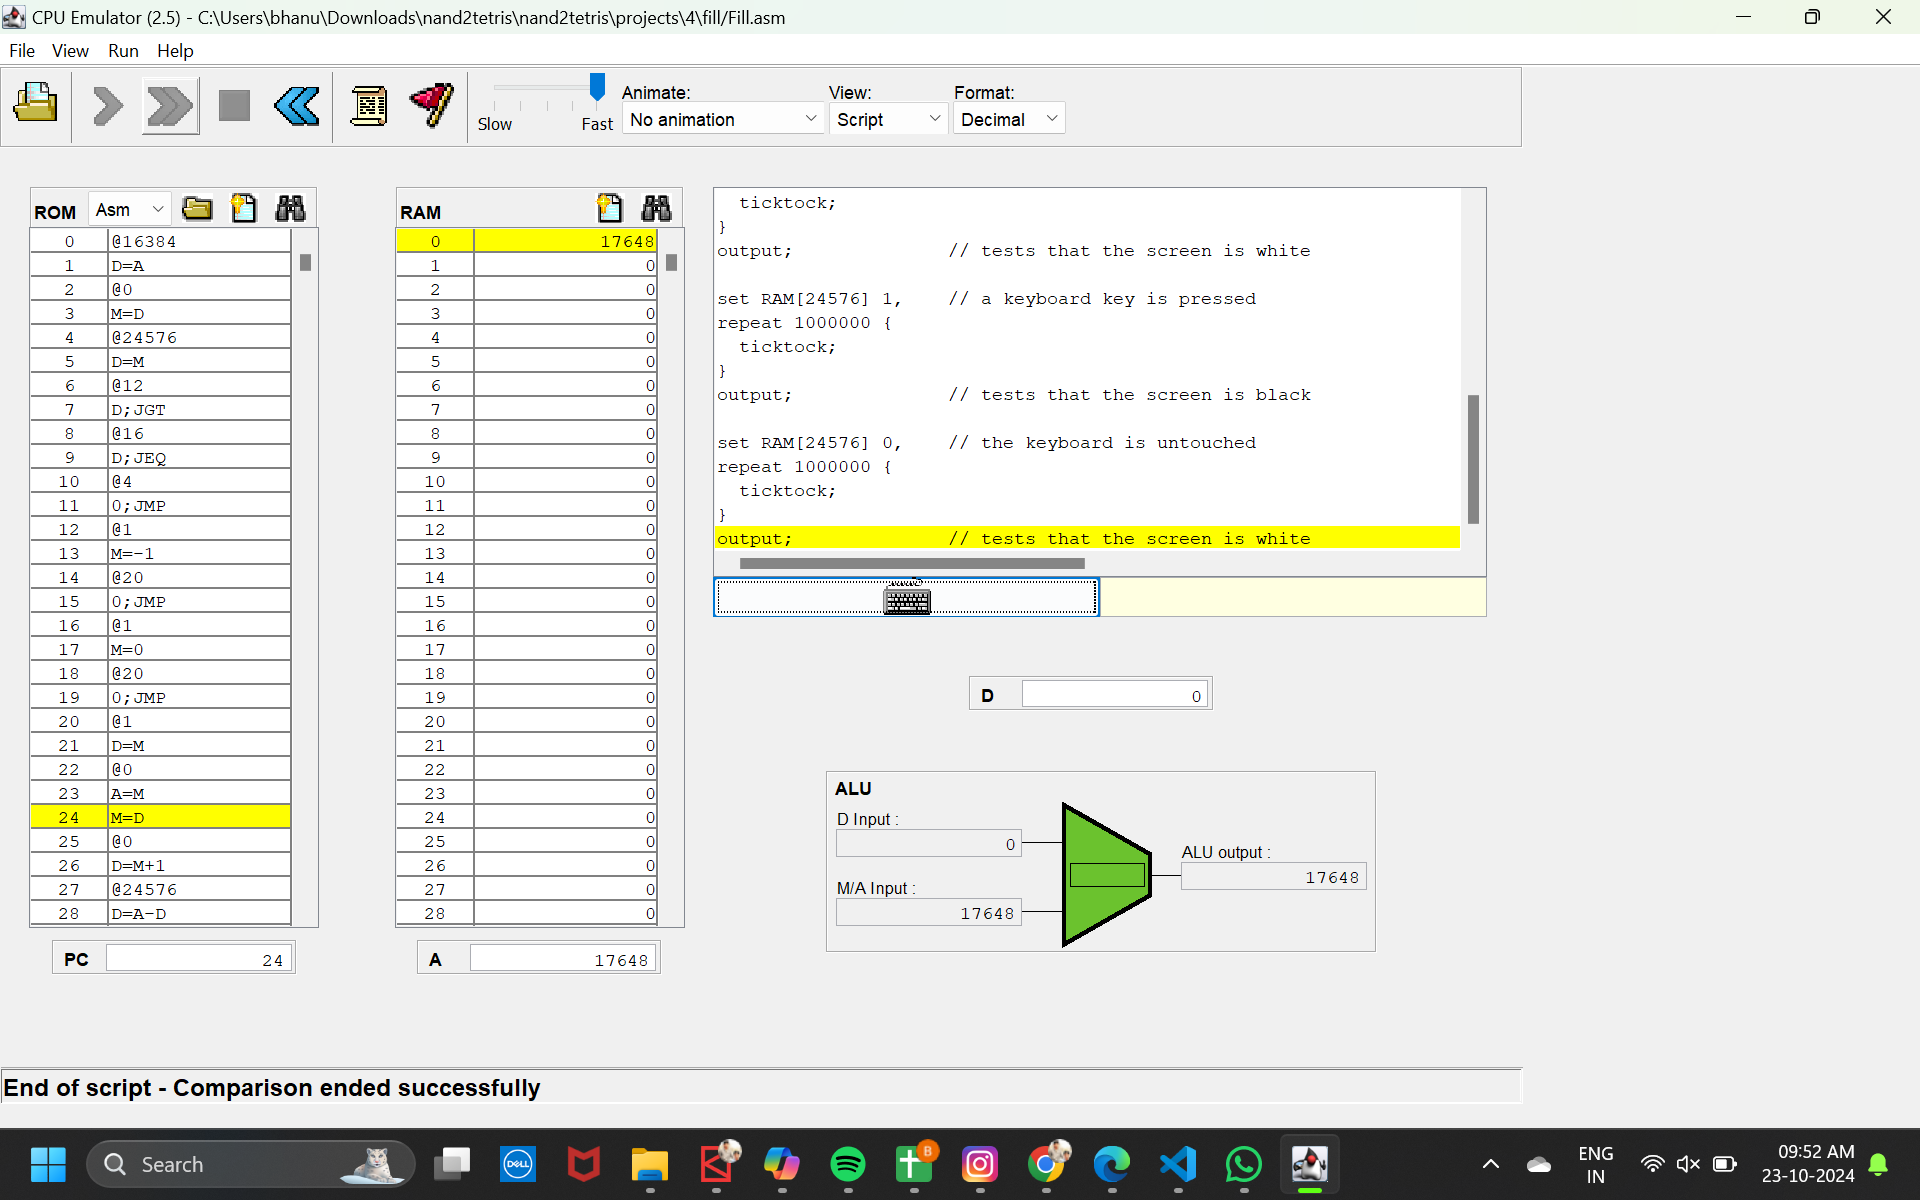 CPU Emulator (2.5) - C:\Users\bhanu\Downloads\nand2tetris\nand2tetris\projects\4\fill/Fill.asm
File View Run Help
Slow Fast
Animate: View: Format:
No animation Script Decimal
ROM Asm
0 @16384
1 D=A
2 @0
3 M=D
4 @24576
5 D=M
6 @12
7 D;JGT
8 @16
9 D;JEQ
10 @4
11 0;JMP
12 @1
13 M=-1
14 @20
15 0;JMP
16 @1
17 M=0
18 @20
19 0;JMP
20 @1
21 D=M
22 @0
23 A=M
24 M=D
25 @0
26 D=M+1
27 @24576
28 D=A-D
PC 24
RAM
0 17648
1 0
2 0
3 0
4 0
5 0
6 0
7 0
8 0
9 0
10 0
11 0
12 0
13 0
14 0
15 0
16 0
17 0
18 0
19 0
20 0
21 0
22 0
23 0
24 0
25 0
26 0
27 0
28 0
A 17648
ticktock;
}
output; // tests that the screen is white
set RAM[24576] 1, // a keyboard key is pressed
repeat 1000000 {
ticktock;
}
output; // tests that the screen is black
set RAM[24576] 0, // the keyboard is untouched
repeat 1000000 {
ticktock;
}
output; // tests that the screen is white
D 0
ALU
D Input :
0
M/A Input :
17648
ALU output :
17648
End of script - Comparison ended successfully
Search
DELL
B
ENG
IN
09:52 AM
23-10-2024